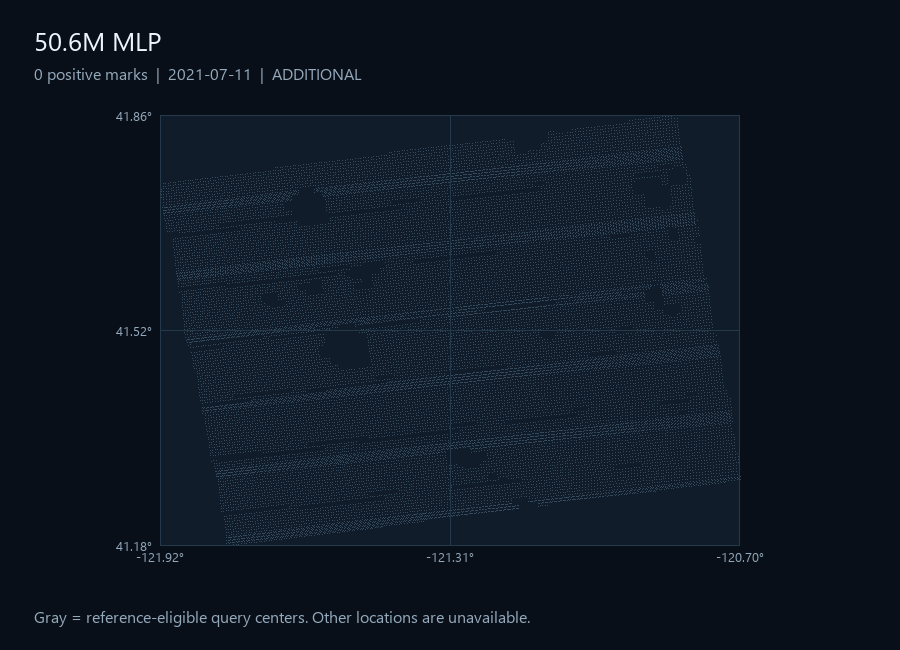 50.6M MLP
0 positive marks | 2021-07-11 | ADDITIONAL
41.86°
41.52°
41.18°
-121.92°
-121.31°
-120.70°
Gray = reference-eligible query centers. Other locations are unavailable.